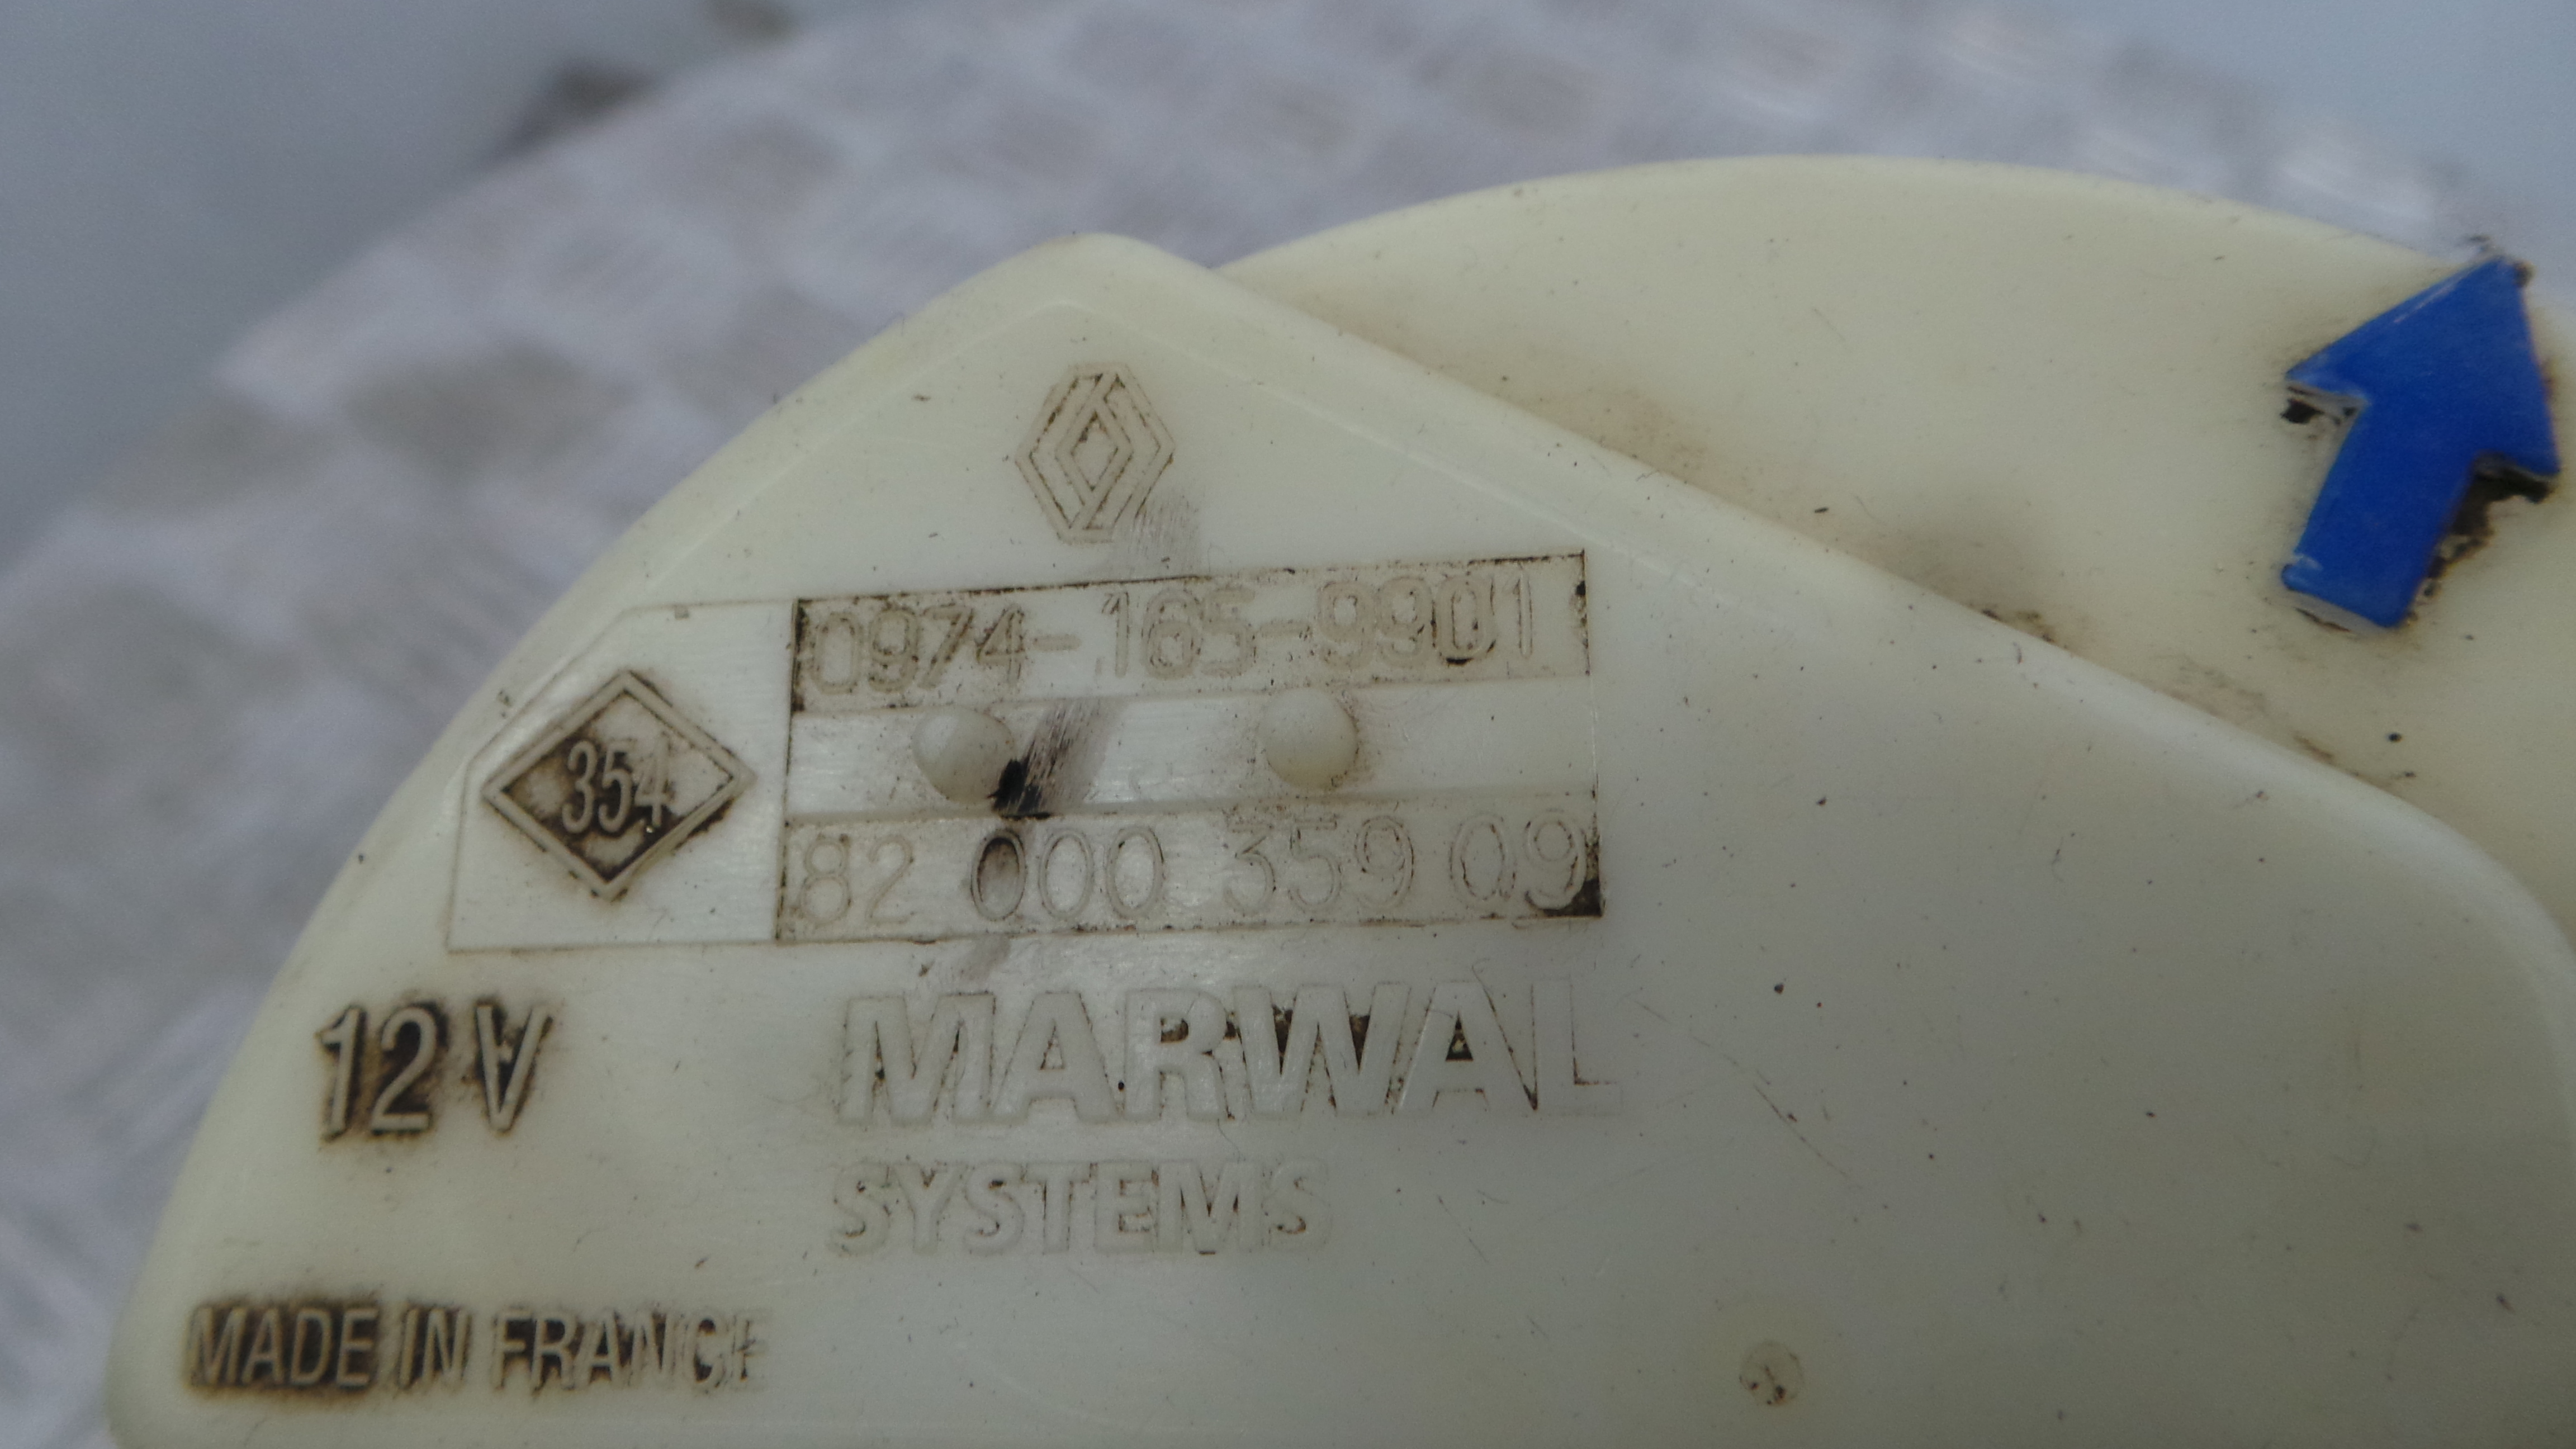 0974-165-9901
354
82 000 359 09
12 V
MARWAL
SYSTEMS
MADE IN FRANCE